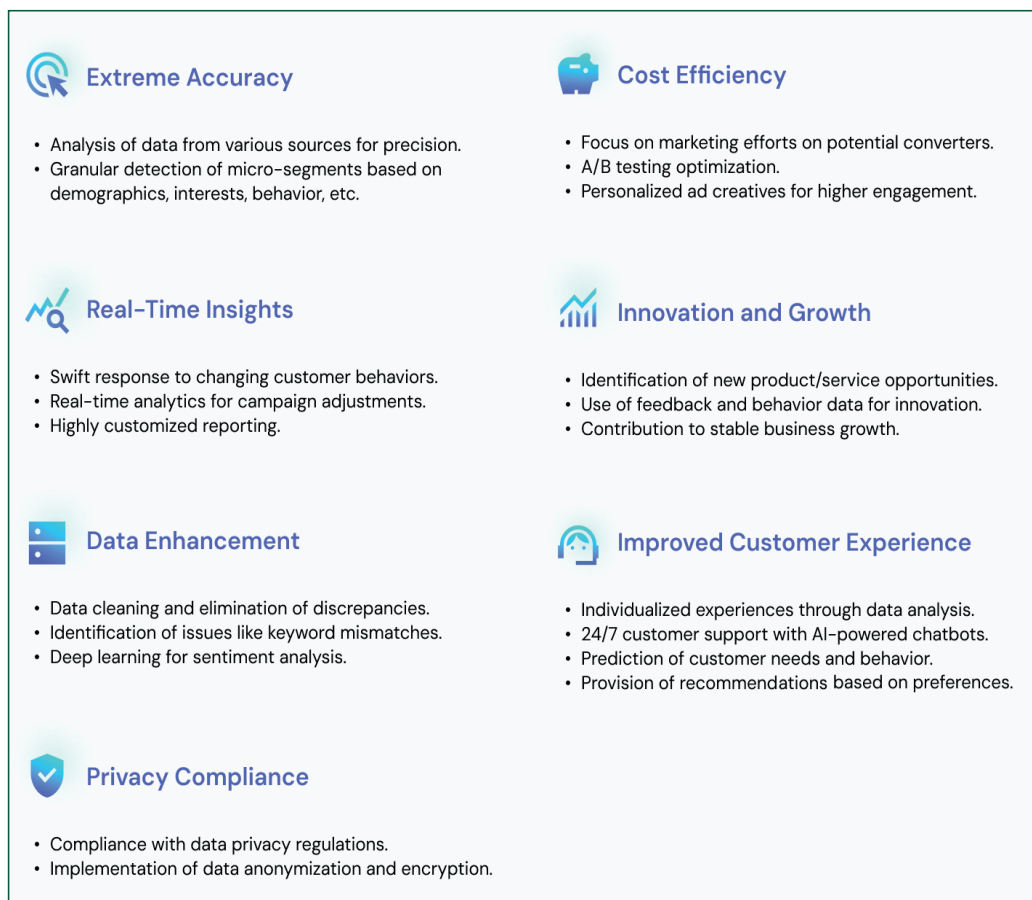 Extreme Accuracy
• Analysis of data from various sources for precision.
• Granular detection of micro-segments based on
demographics, interests, behavior, etc.
Cost Efficiency
• Focus on marketing efforts on potential converters.
• A/B testing optimization.
• Personalized ad creatives for higher engagement.
Real-Time Insights
• Swift response to changing customer behaviors.
• Real-time analytics for campaign adjustments.
• Highly customized reporting.
Innovation and Growth
• Identification of new product/service opportunities.
• Use of feedback and behavior data for innovation.
• Contribution to stable business growth.
Data Enhancement
• Data cleaning and elimination of discrepancies.
• Identification of issues like keyword mismatches.
• Deep learning for sentiment analysis.
Improved Customer Experience
• Individualized experiences through data analysis.
• 24/7 customer support with AI-powered chatbots.
• Prediction of customer needs and behavior.
• Provision of recommendations based on preferences.
Privacy Compliance
• Compliance with data privacy regulations.
• Implementation of data anonymization and encryption.